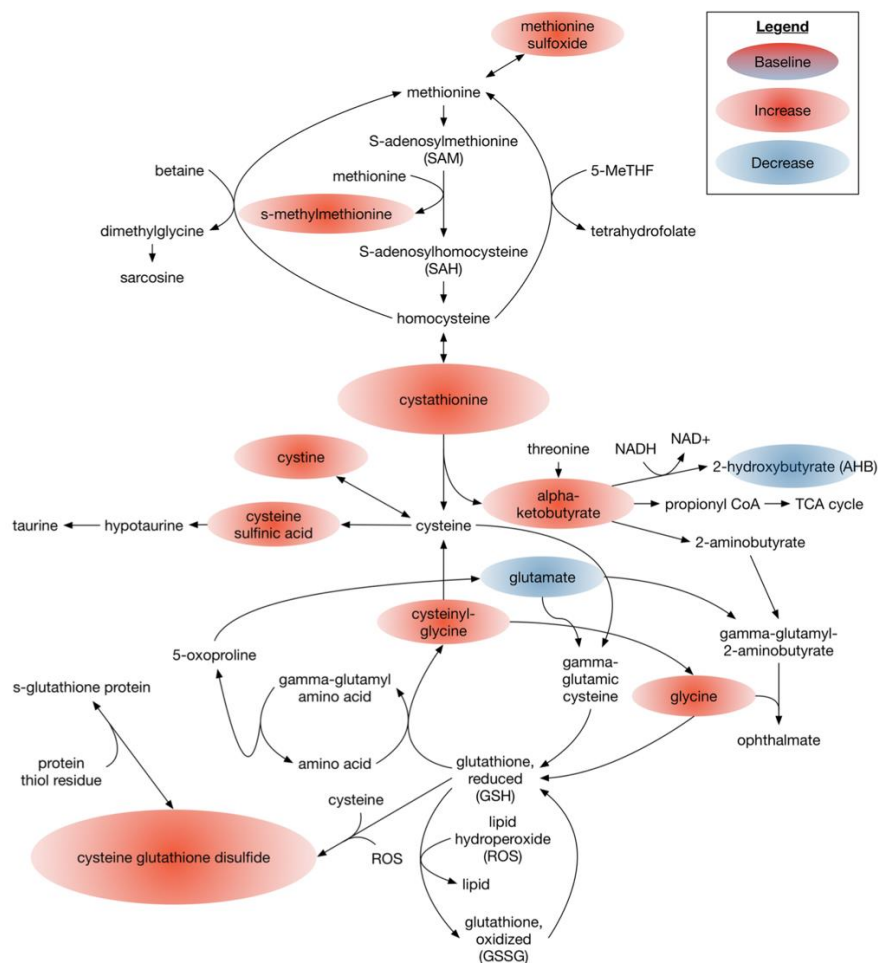 methionine
sulfoxide
Legend
Baseline
Increase
Decrease
methionine
S-adenosylmethionine
(SAM)
betaine
methionine
5-MeTHF
s-methylmethionine
dimethylglycine
tetrahydrofolate
S-adenosylhomocysteine
(SAH)
sarcosine
homocysteine
cystathionine
threonine
NADH
NAD+
cystine
2-hydroxybutyrate (AHB)
alpha-
ketobutyrate
propionyl CoA
TCA cycle
taurine
hypotaurine
cysteine
sulfinic acid
cysteine
2-aminobutyrate
glutamate
cysteinyl-
glycine
gamma-glutamyl-
2-aminobutyrate
5-oxoproline
gamma-
glutamic
cysteine
s-glutathione protein
gamma-glutamyl
amino acid
glycine
protein
thiol residue
amino acid
glutathione,
reduced
(GSH)
ophthalmate
cysteine
lipid
hydroperoxide
(ROS)
cysteine glutathione disulfide
ROS
lipid
glutathione,
oxidized
(GSSG)